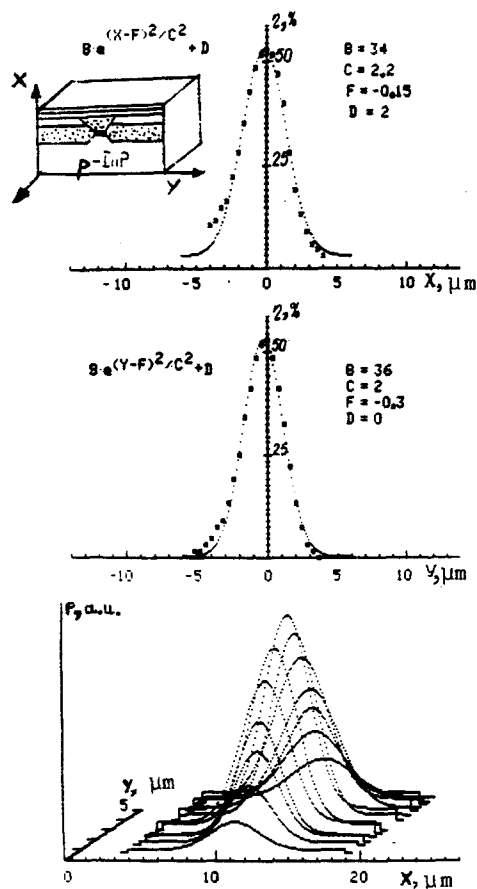 2,%
B·e(X-F)2/C2+D
B = 34
C = 2.2
F = -0.15
D = 2
50
X
25
p-InP
Y
-10 -5 0 5 10 X, μm
2,%
50
B·e(Y-F)2/C2+D
B = 36
C = 2
F = -0.3
D = 0
25
-10 -5 0 5 10 Y, μm
P, a.u.
y, μm
5
0 10 20 X, μm